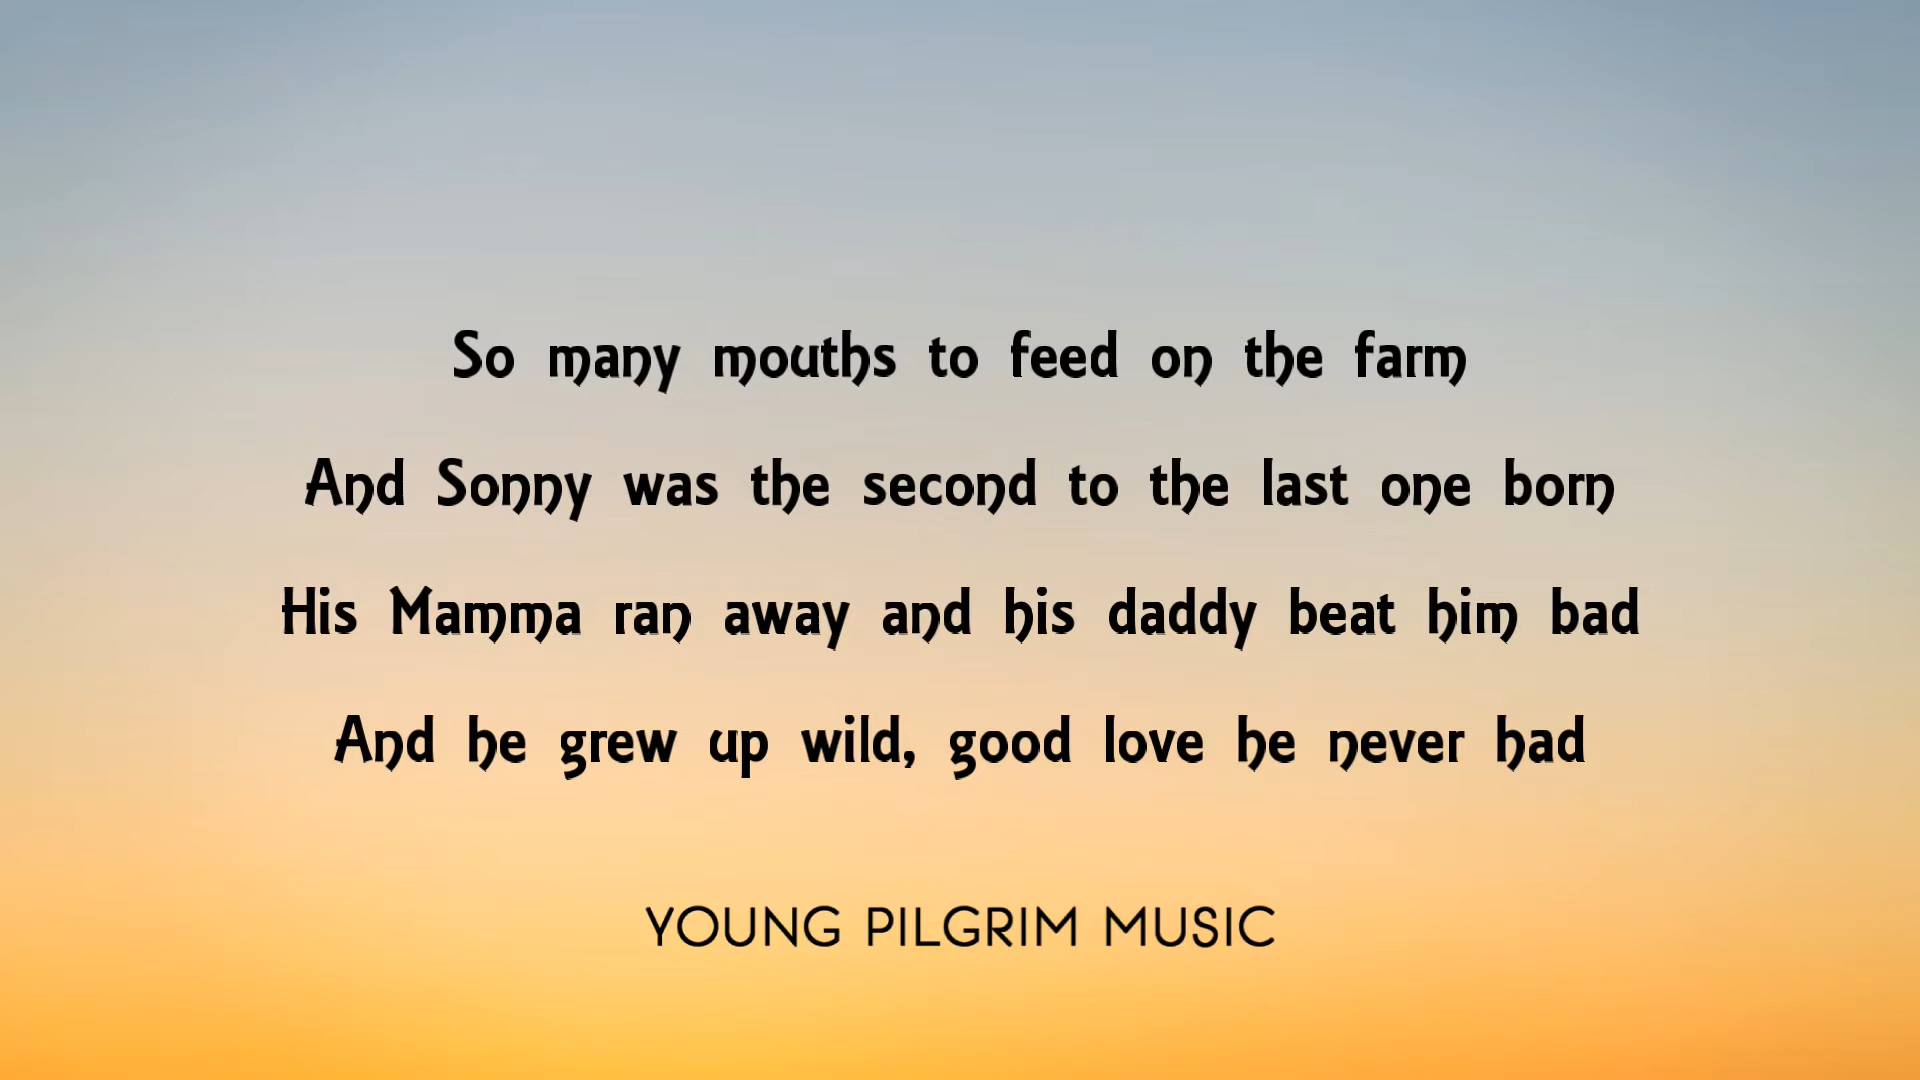 So many mouths to feed on the farm
And Sonny was the second to the last one born
His Mamma ran away and his daddy beat him bad
And he grew up wild, good love he never had
YOUNG PILGRIM MUSIC